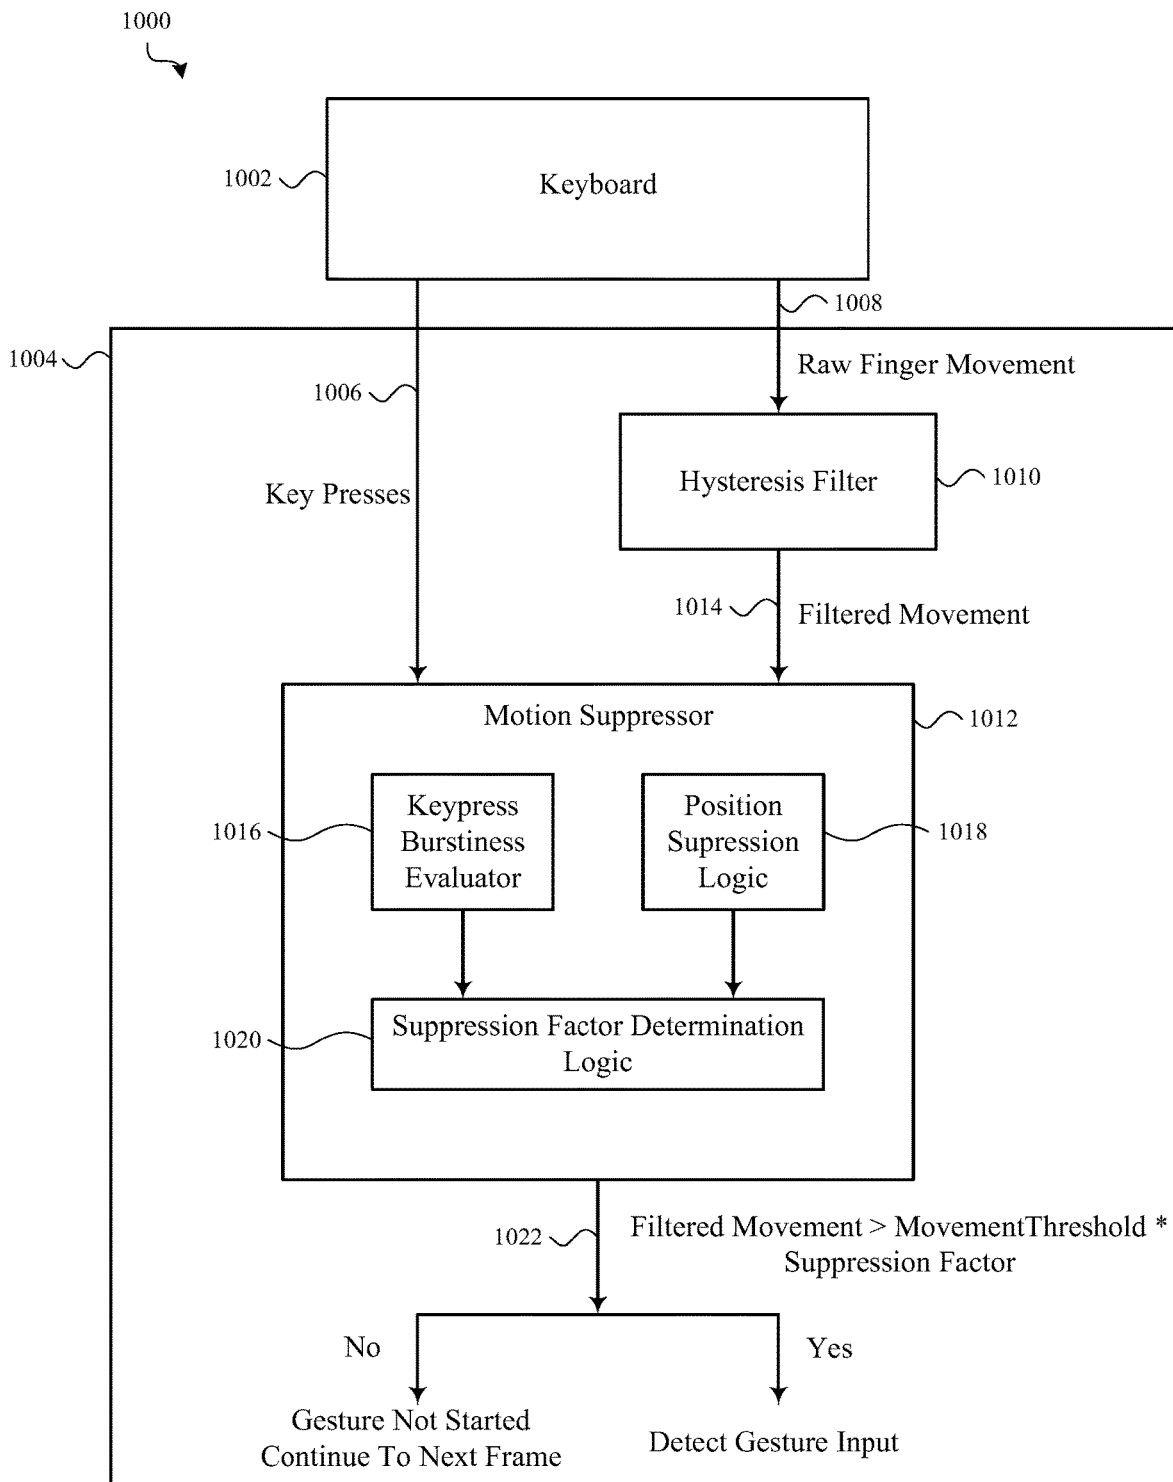 1000
1002
Keyboard
1008
1004
Raw Finger Movement
1006
Hysteresis Filter
1010
Key Presses
1014
Filtered Movement
Motion Suppressor
1012
Keypress
Burstiness
Evaluator
1016
Position
Supression
Logic
1018
1020
Suppression Factor Determination
Logic
1022
Filtered Movement > MovementThreshold *
Suppression Factor
No
Yes
Gesture Not Started
Continue To Next Frame
Detect Gesture Input